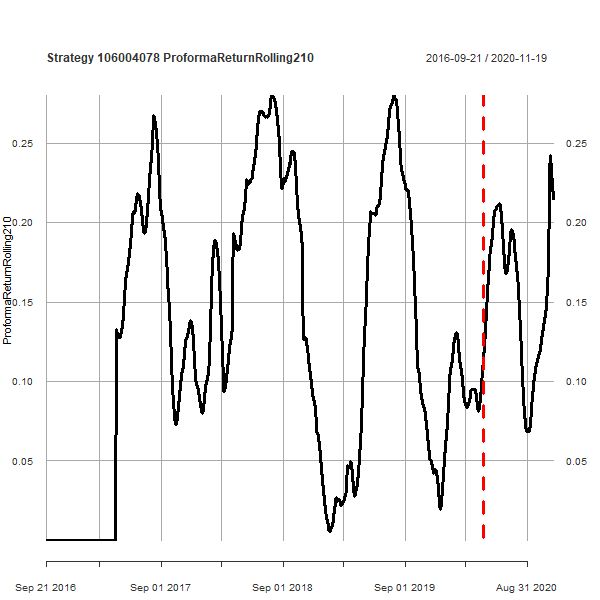 Strategy 106004078 ProformaReturnRolling210
2016-09-21 / 2020-11-19
ProformaReturnRolling210
0.25
0.20
0.15
0.10
0.05
0.25
0.20
0.15
0.10
0.05
Sep 21 2016
Sep 01 2017
Sep 01 2018
Sep 01 2019
Aug 31 2020